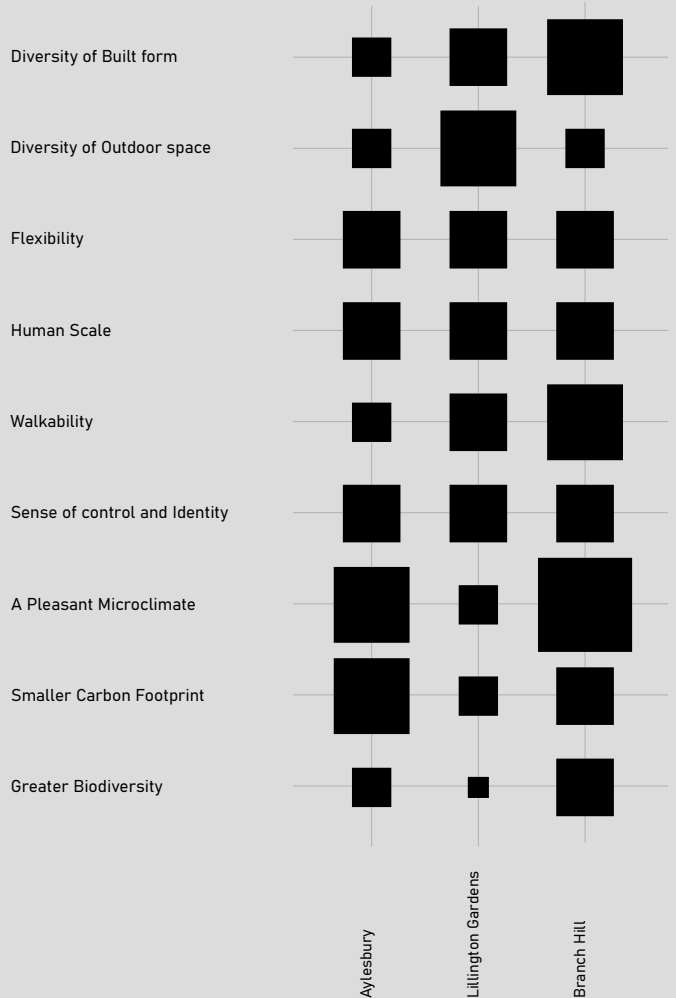 Diversity of Built form
Diversity of Outdoor space
Flexibility
Human Scale
Walkability
Sense of control and Identity
A Pleasant Microclimate
Smaller Carbon Footprint
Greater Biodiversity
Aylesbury
Lillington Gardens
Branch Hill